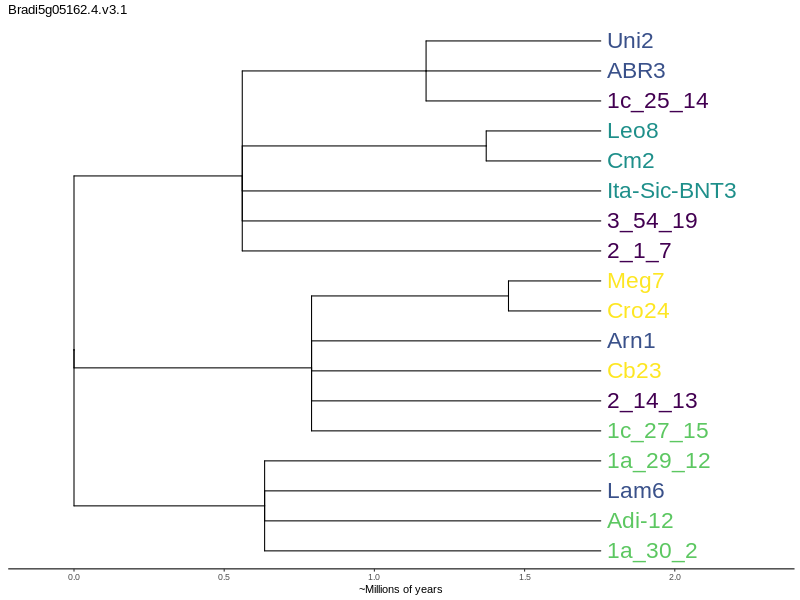 Bradi5g05162.4.v3.1
Uni2
ABR3
1c_25_14
Leo8
Cm2
Ita-Sic-BNT3
3_54_19
2_1_7
Meg7
Cro24
Arn1
Cb23
2_14_13
1c_27_15
1a_29_12
Lam6
Adi-12
1a_30_2
0.0 0.5 1.0 1.5 2.0
~Millions of years